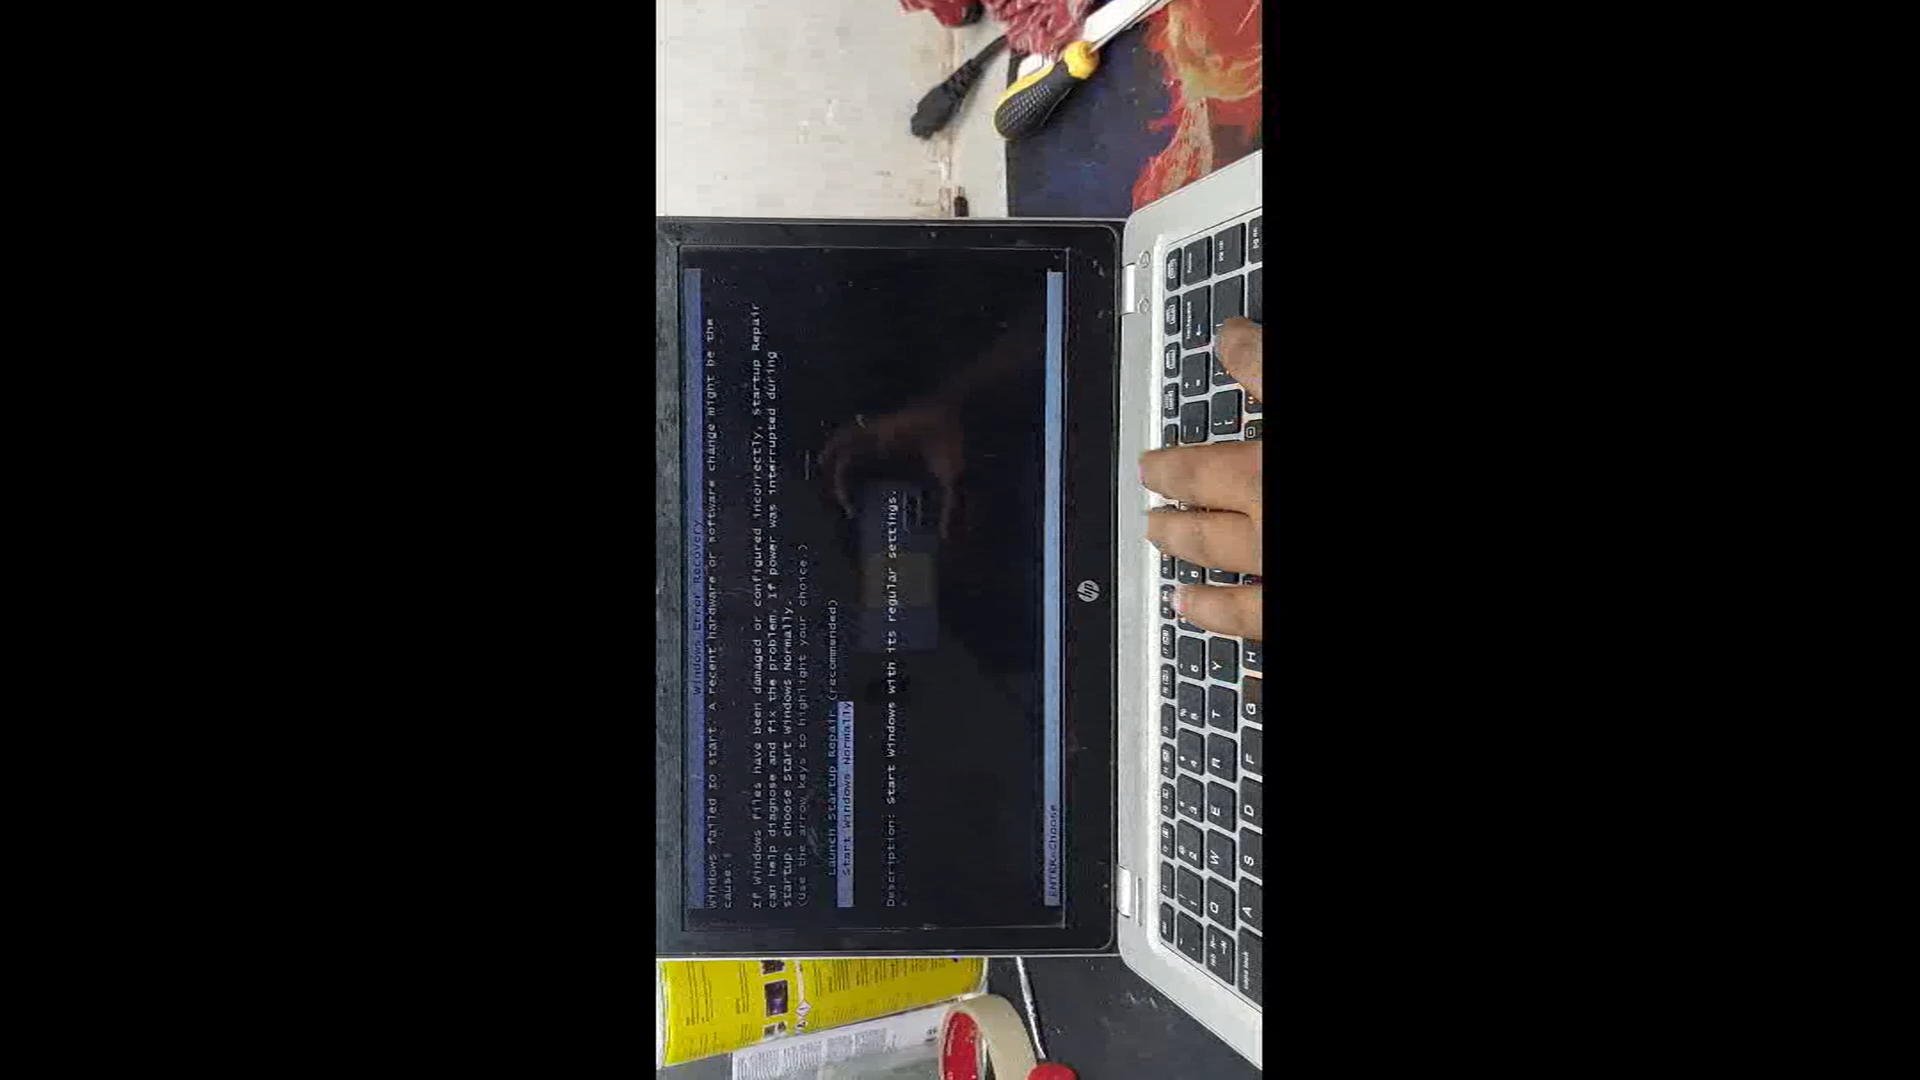 Windows Error Recovery
Windows failed to start. A recent hardware or software change might be the
cause.
If Windows files have been damaged or configured incorrectly, Startup Repair
can help diagnose and fix the problem. If power was interrupted during
startup, choose Start Windows Normally.
(Use the arrow keys to highlight your choice.)
Launch Startup Repair (recommended)
Start Windows Normally
Description: Start Windows with its regular settings.
ENTER=Choose
hp
backspace
Q W E R T Y
A S D F G H
caps lock